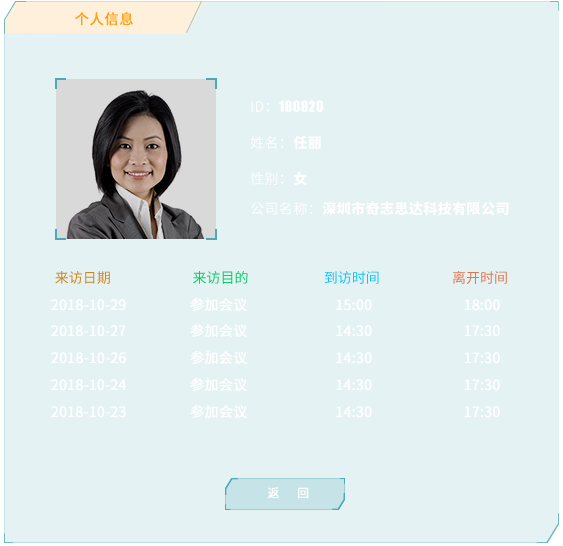 个人信息
ID：180820
姓名：任丽
性别：女
公司名称：深圳市奇志思达科技有限公司
来访日期 来访目的 到访时间 离开时间
2018-10-29 参加会议 15:00 18:00
2018-10-27 参加会议 14:30 17:30
2018-10-26 参加会议 14:30 17:30
2018-10-24 参加会议 14:30 17:30
2018-10-23 参加会议 14:30 17:30
返 回